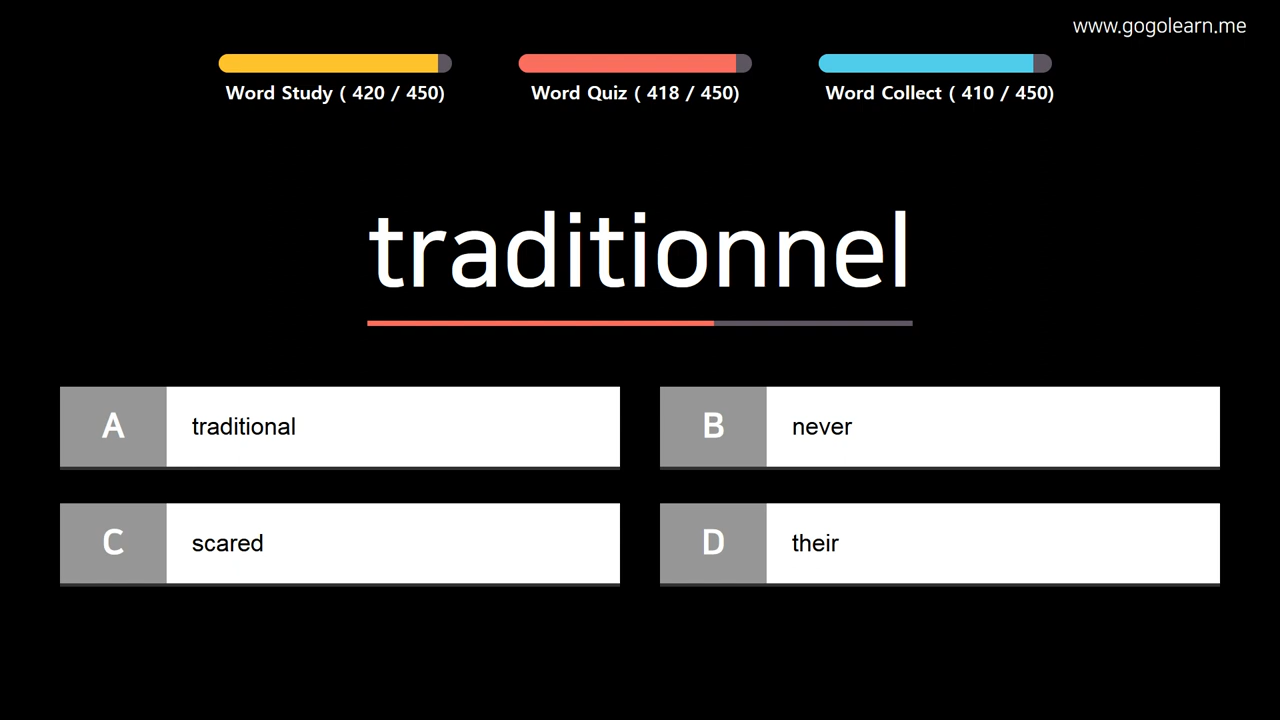 www.gogolearn.me
Word Study ( 420 / 450)
Word Quiz ( 418 / 450)
Word Collect ( 410 / 450)
traditionnel
A traditional
B never
C scared
D their